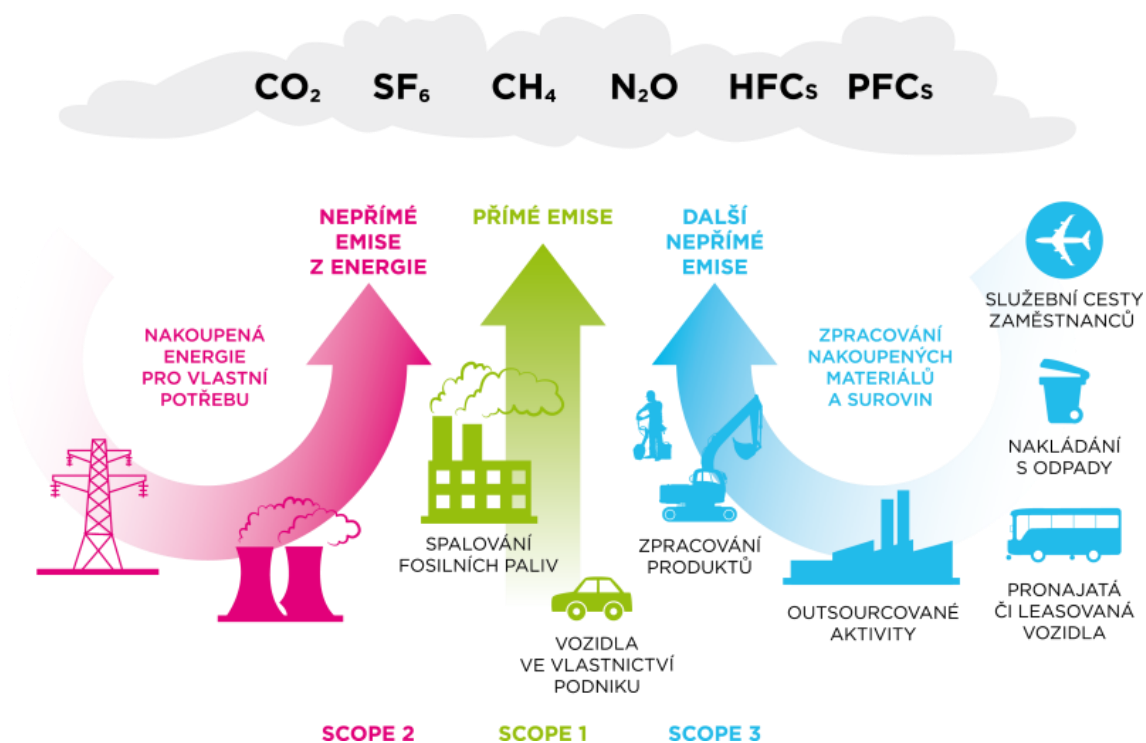 CO₂ SF₆ CH₄ N₂O HFCs PFCs
NEPŘÍMÉ
EMISE
Z ENERGIE
PŘÍMÉ EMISE
DALŠÍ
NEPŘÍMÉ
EMISE
SLUŽEBNÍ CESTY
ZAMĚSTNANCŮ
NAKOUPENÁ
ENERGIE
PRO VLASTNÍ
POTŘEBU
ZPRACOVÁNÍ
NAKOUPENÝCH
MATERIÁLŮ
A SUROVIN
NAKLÁDÁNÍ
S ODPADY
SPALOVÁNÍ
FOSILNÍCH PALIV
ZPRACOVÁNÍ
PRODUKTŮ
OUTSOURCOVANÉ
AKTIVITY
PRONAJATÁ
ČI LEASOVANÁ
VOZIDLA
VOZIDLA
VE VLASTNICTVÍ
PODNIKU
SCOPE 2 SCOPE 1 SCOPE 3